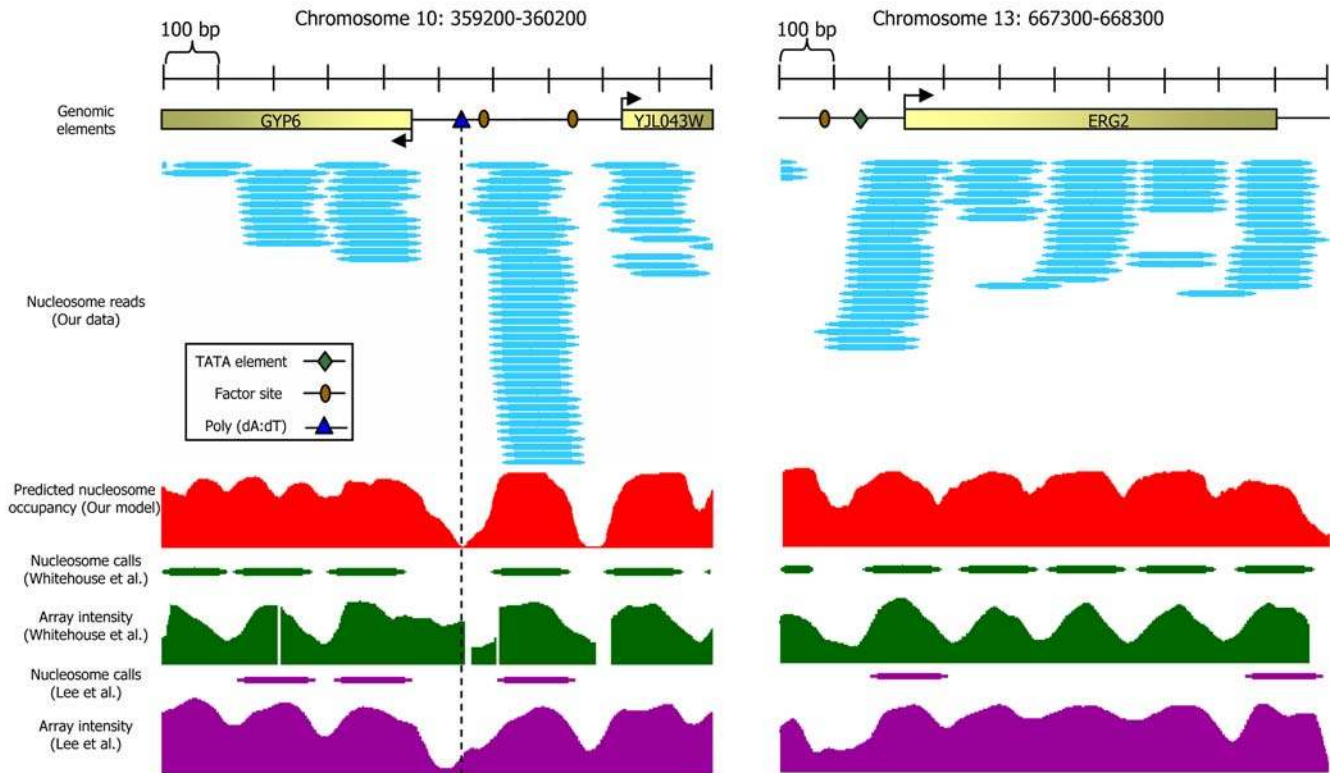 Chromosome 10: 359200-360200
Chromosome 13: 667300-668300
100 bp
100 bp
Genomic
elements
GYP6
YJL043W
ERG2
Nucleosome reads
(Our data)
TATA element
Factor site
Poly (dA:dT)
Predicted nucleosome
occupancy (Our model)
Nucleosome calls
(Whitehouse et al.)
Array intensity
(Whitehouse et al.)
Nucleosome calls
(Lee et al.)
Array intensity
(Lee et al.)